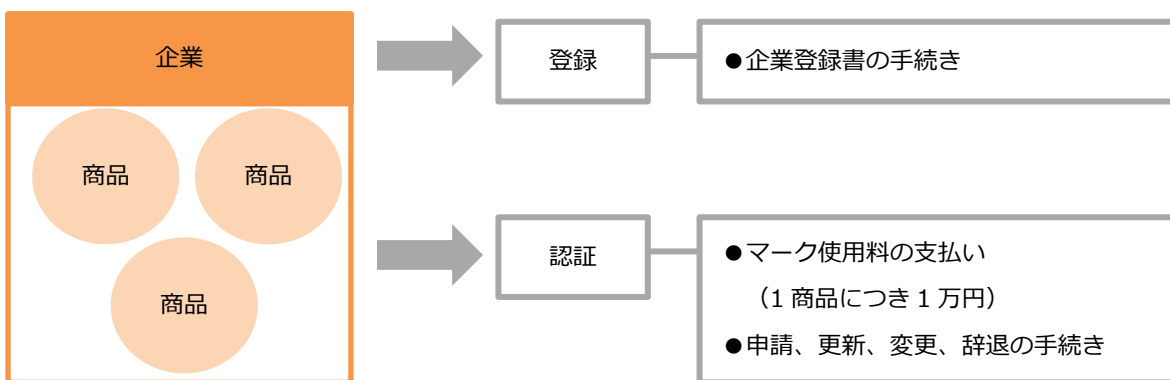 企業
商品
商品
商品
登録
●企業登録書の手続き
認証
●マーク使用料の支払い
（1 商品につき 1 万円）
●申請、更新、変更、辞退の手続き